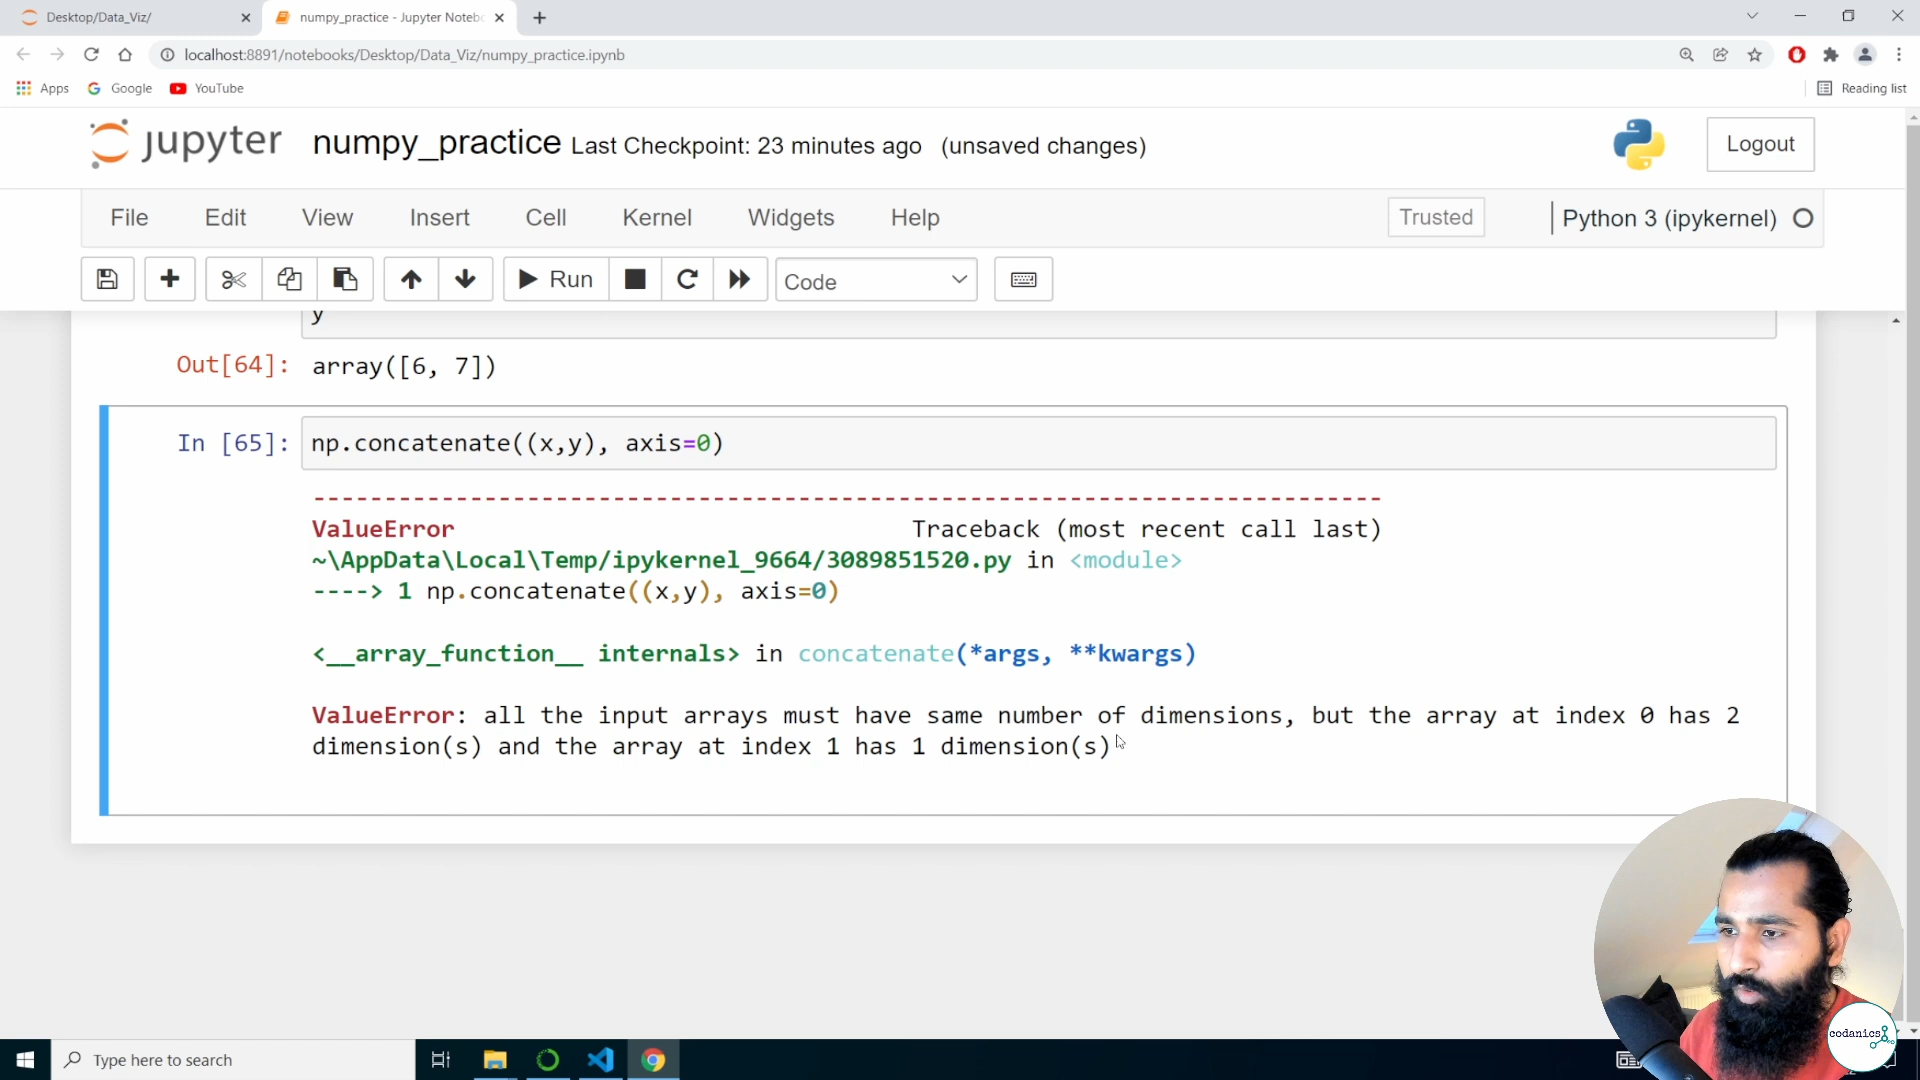 Desktop/Data_Viz/
numpy_practice - Jupyter Noteb
localhost:8891/notebooks/Desktop/Data_Viz/numpy_practice.ipynb
Apps
Google
YouTube
Reading list
jupyter
numpy_practice Last Checkpoint: 23 minutes ago (unsaved changes)
Logout
File Edit View Insert Cell Kernel Widgets Help
Trusted
Python 3 (ipykernel)
Run
Code
y
Out[64]: array([6, 7])
In [65]: np.concatenate((x,y), axis=0)
---------------------------------------------------------------------------
ValueError Traceback (most recent call last)
~\AppData\Local\Temp/ipykernel_9664/3089851520.py in <module>
----> 1 np.concatenate((x,y), axis=0)
<__array_function__ internals> in concatenate(*args, **kwargs)
ValueError: all the input arrays must have same number of dimensions, but the array at index 0 has 2
dimension(s) and the array at index 1 has 1 dimension(s)
codanics
Type here to search